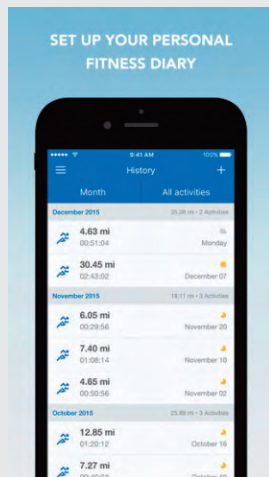 SET UP YOUR PERSONAL
FITNESS DIARY
9:41 AM 100%
History +
Month All activities
December 2015 35.08 mi • 2 Activities
4.63 mi
00:51:04 Monday
30.45 mi
02:43:02 December 07
November 2015 18.11 mi • 3 Activities
6.05 mi
00:29:56 November 20
7.40 mi
01:08:14 November 10
4.65 mi
00:50:56 November 02
October 2015 25.89 mi • 3 Activities
12.85 mi
01:20:12 October 16
7.27 mi
October 10